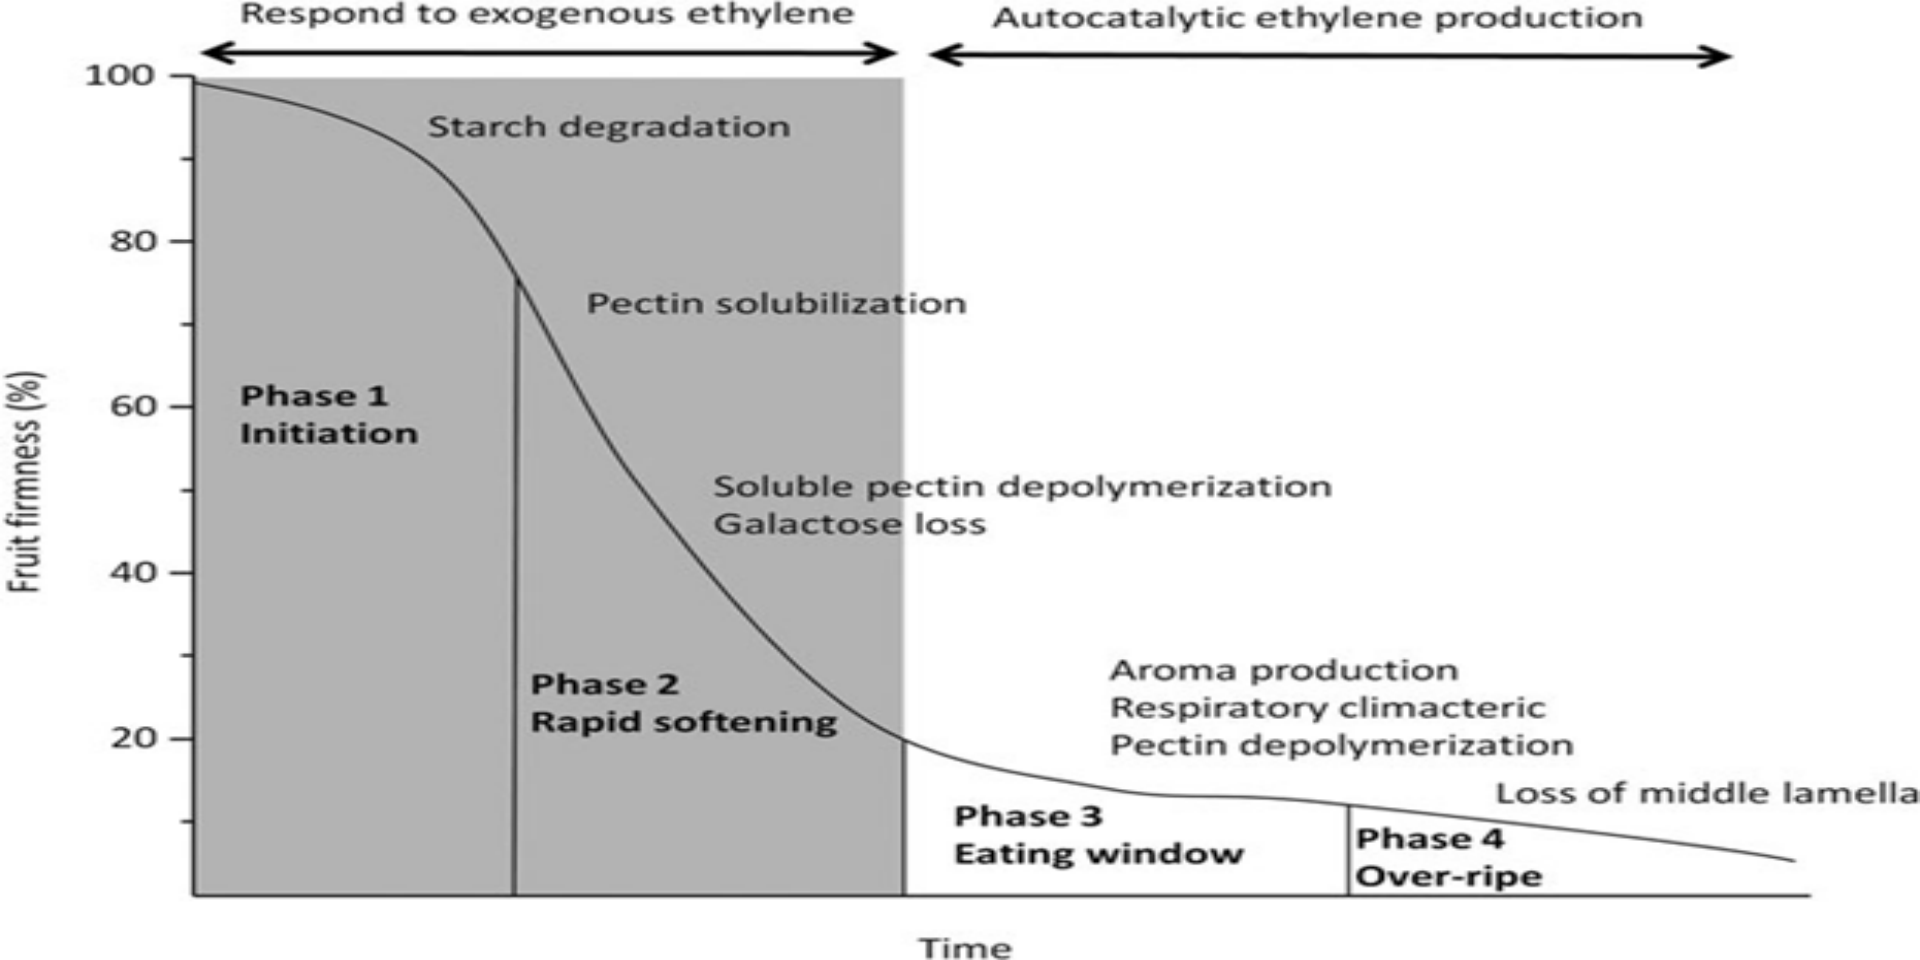 Respond to exogenous ethylene
Autocatalytic ethylene production
100
80
60
40
20
Fruit firmness (%)
Starch degradation
Pectin solubilization
Phase 1
Initiation
Soluble pectin depolymerization
Galactose loss
Phase 2
Rapid softening
Aroma production
Respiratory climacteric
Pectin depolymerization
Loss of middle lamella
Phase 3
Eating window
Phase 4
Over-ripe
Time